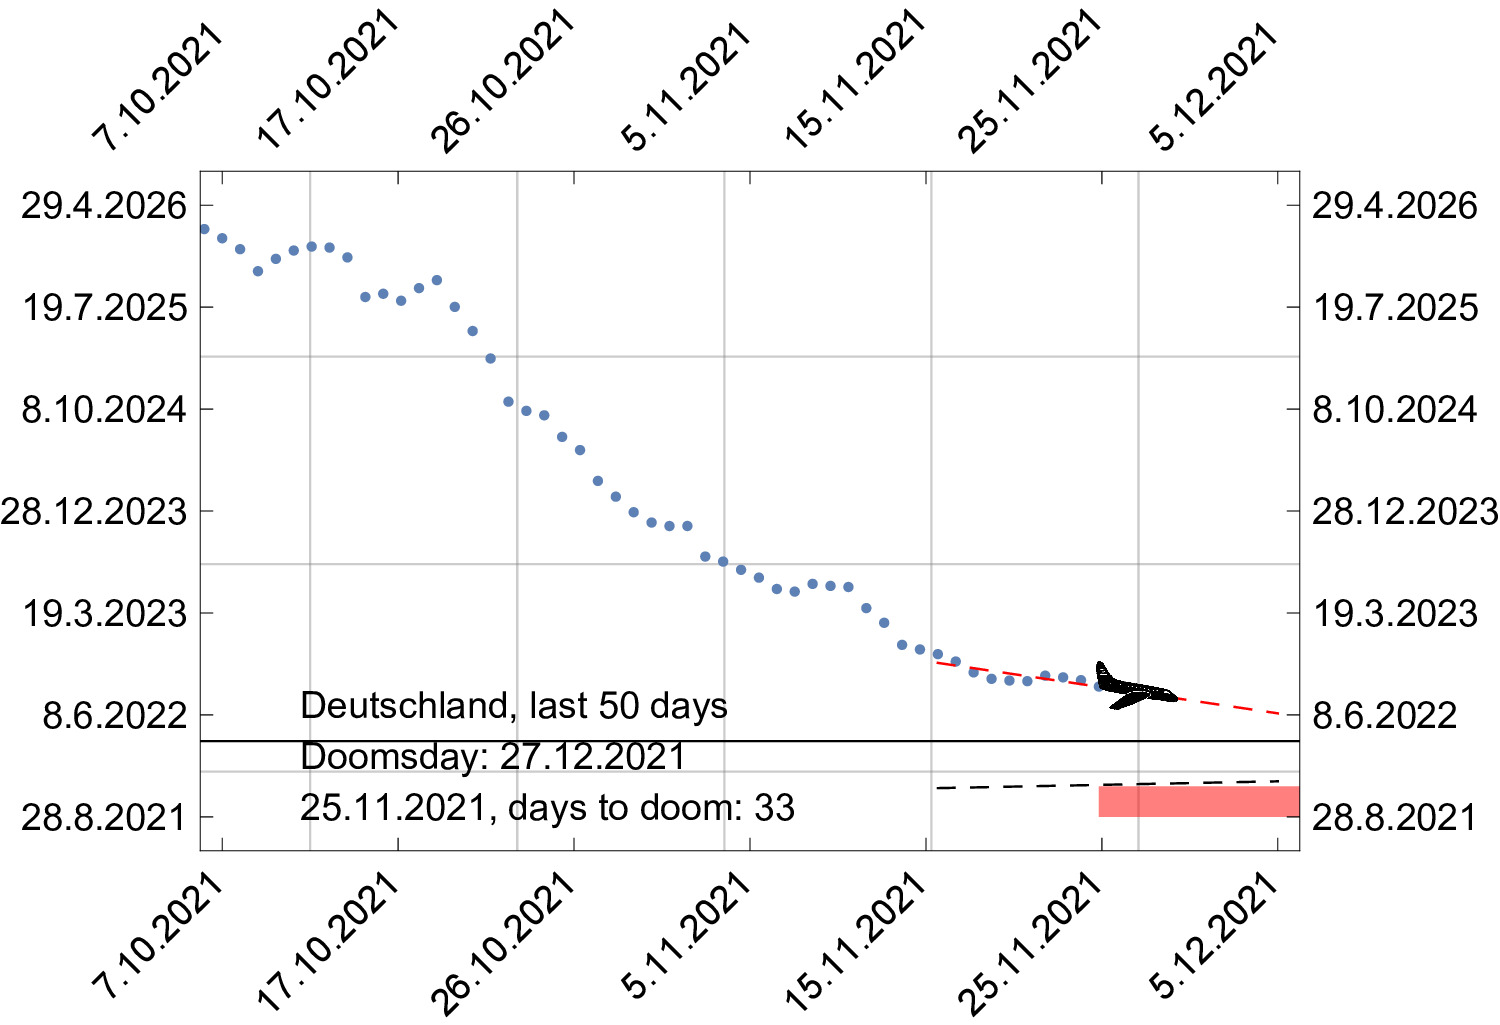 7.10.2021 17.10.2021 26.10.2021 5.11.2021 15.11.2021 25.11.2021 5.12.2021
29.4.2026 29.4.2026
19.7.2025 19.7.2025
8.10.2024 8.10.2024
28.12.2023 28.12.2023
19.3.2023 19.3.2023
Deutschland, last 50 days
8.6.2022 8.6.2022
Doomsday: 27.12.2021
25.11.2021, days to doom: 33
28.8.2021 28.8.2021
7.10.2021 17.10.2021 26.10.2021 5.11.2021 15.11.2021 25.11.2021 5.12.2021